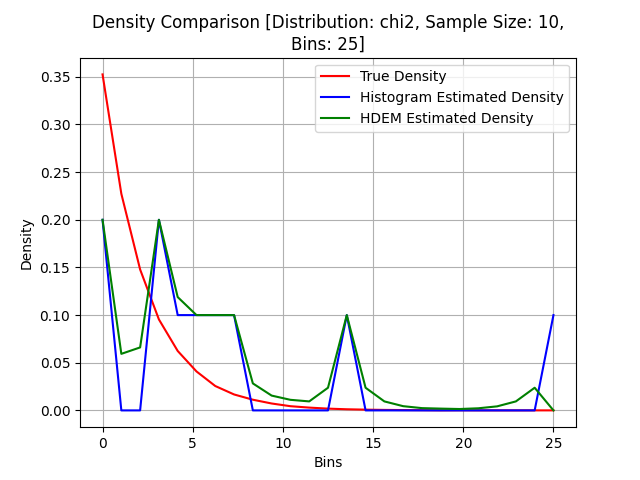 Density Comparison [Distribution: chi2, Sample Size: 10,
Bins: 25]
True Density
Histogram Estimated Density
HDEM Estimated Density
Density
0.35
0.30
0.25
0.20
0.15
0.10
0.05
0.00
0 5 10 15 20 25
Bins